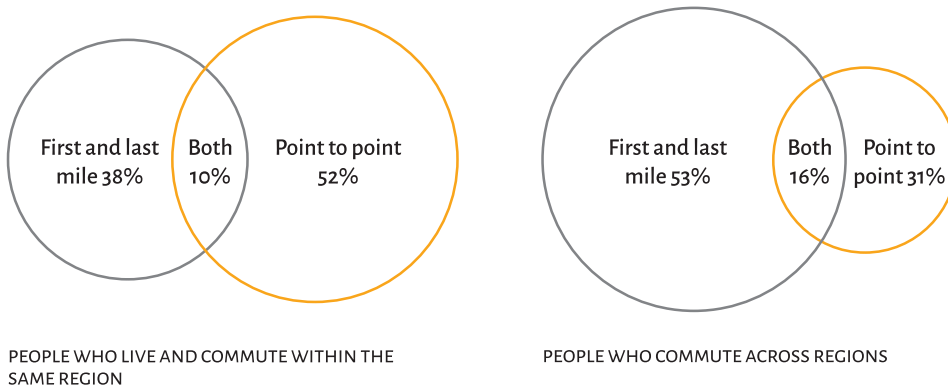 First and last
mile 38%
Both
10%
Point to point
52%
PEOPLE WHO LIVE AND COMMUTE WITHIN THE
SAME REGION
First and last
mile 53%
Both
16%
Point to
point 31%
PEOPLE WHO COMMUTE ACROSS REGIONS